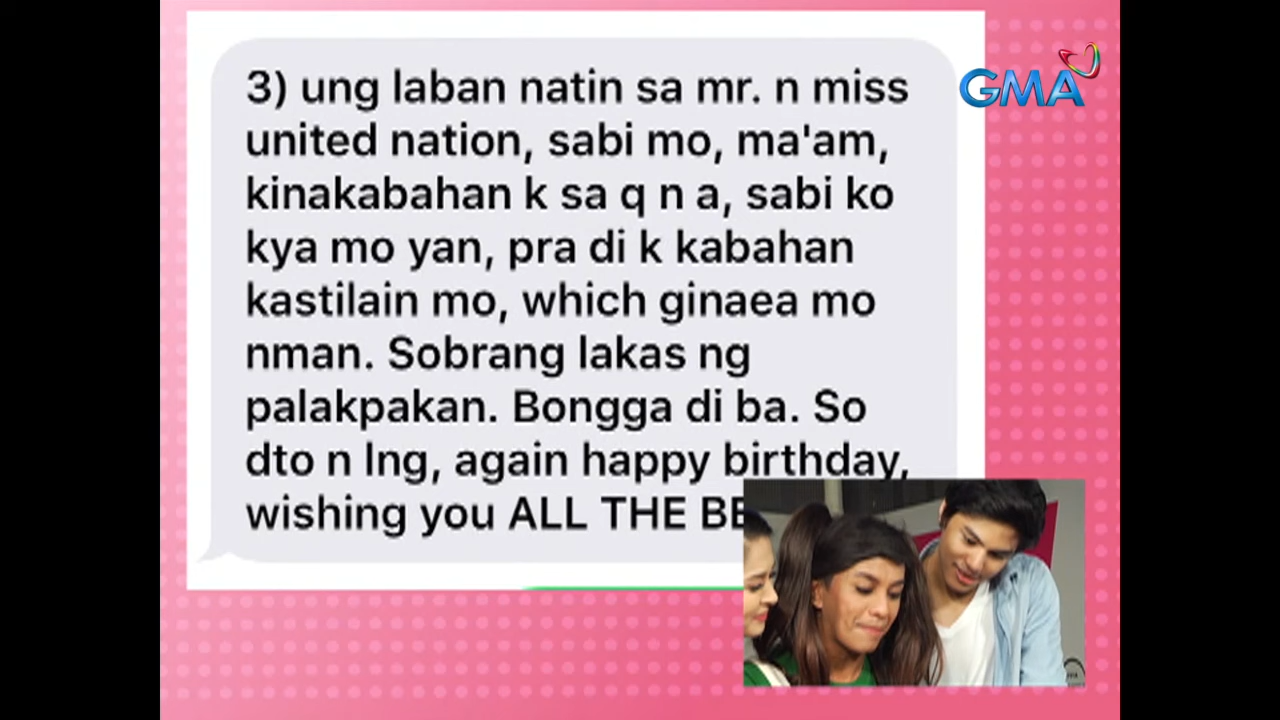 3) ung laban natin sa mr. n miss
united nation, sabi mo, ma'am,
kinakabahan k sa q n a, sabi ko
kya mo yan, pra di k kabahan
kastilain mo, which ginaea mo
nman. Sobrang lakas ng
palakpakan. Bongga di ba. So
dto n lng, again happy birthday,
wishing you ALL THE
GMA